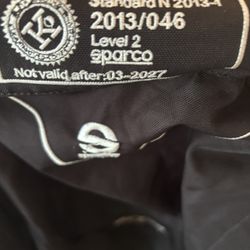 Standard N 2013-1
2013/046
Level 2
sparco
Not valid after: 03-2027